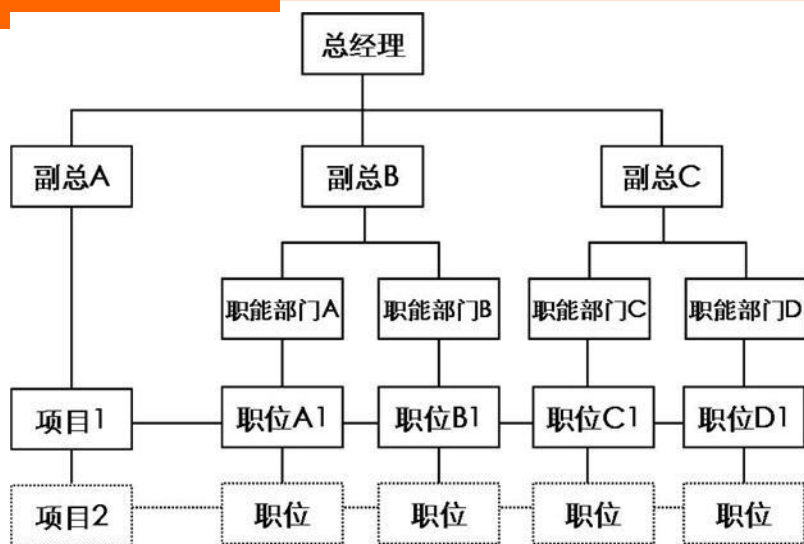 总经理
副总A
副总B
副总C
职能部门A
职能部门B
职能部门C
职能部门D
项目1
职位A1
职位B1
职位C1
职位D1
项目2
职位
职位
职位
职位